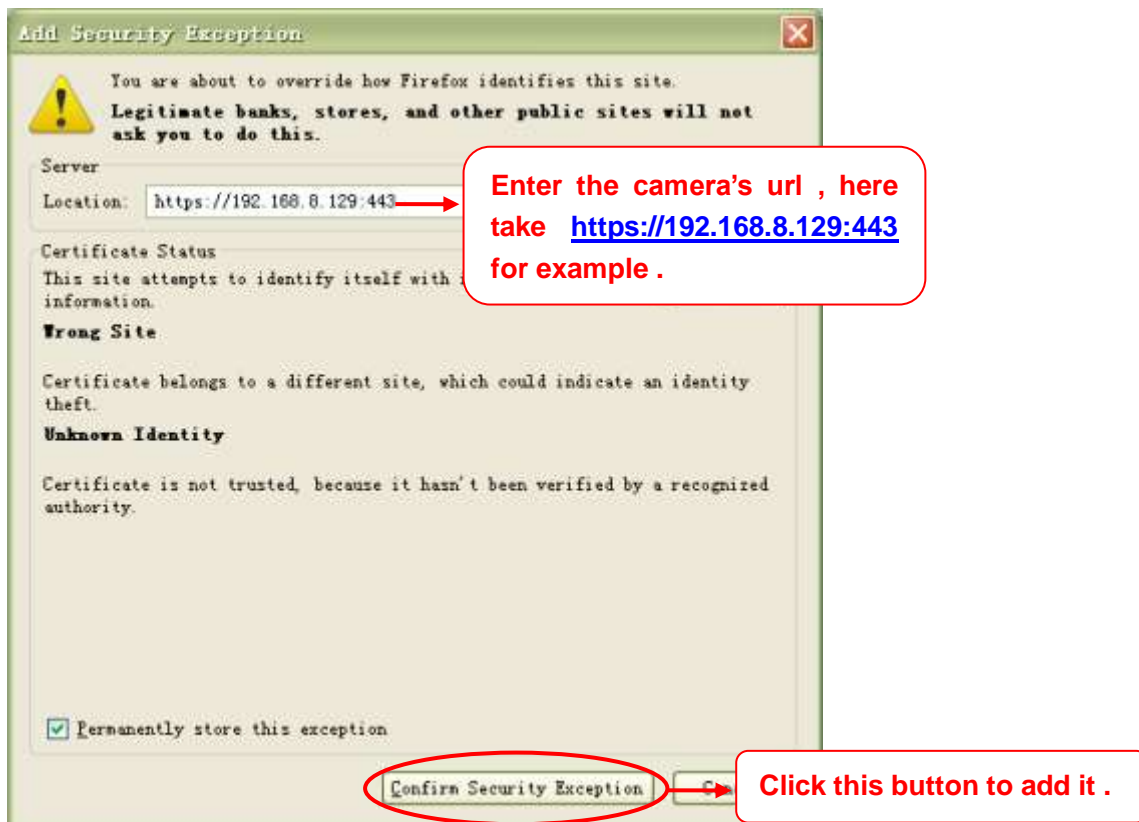 Add Security Exception
You are about to override how Firefox identifies this site.
Legitimate banks, stores, and other public sites will not
ask you to do this.
Server
Location: https://192.168.8.129:443
Enter the camera's url , here
take https://192.168.8.129:443
for example .
Certificate Status
This site attempts to identify itself with
information.
Wrong Site
Certificate belongs to a different site, which could indicate an identity
theft.
Unknown Identity
Certificate is not trusted, because it hasn't been verified by a recognized
authority.
Permanently store this exception
Confirm Security Exception
Click this button to add it .